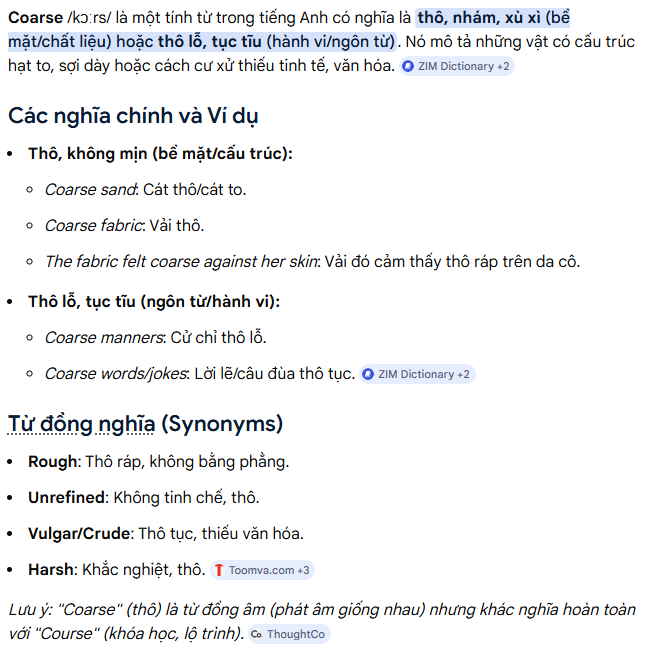 Coarse /kɔːrs/ là một tính từ trong tiếng Anh có nghĩa là thô, nhám, xù xì (bề
mặt/chất liệu) hoặc thô lỗ, tục tĩu (hành vi/ngôn từ). Nó mô tả những vật có cấu trúc
hạt to, sợi dày hoặc cách cư xử thiếu tinh tế, văn hóa. ZIM Dictionary +2
Các nghĩa chính và Ví dụ
• Thô, không mịn (bề mặt/cấu trúc):
◦ Coarse sand: Cát thô/cát to.
◦ Coarse fabric: Vải thô.
◦ The fabric felt coarse against her skin: Vải đó cảm thấy thô ráp trên da cô.
• Thô lỗ, tục tĩu (ngôn từ/hành vi):
◦ Coarse manners: Cử chỉ thô lỗ.
◦ Coarse words/jokes: Lời lẽ/câu đùa thô tục. ZIM Dictionary +2
Từ đồng nghĩa (Synonyms)
• Rough: Thô ráp, không bằng phẳng.
• Unrefined: Không tinh chế, thô.
• Vulgar/Crude: Thô tục, thiếu văn hóa.
• Harsh: Khắc nghiệt, thô. Toomva.com +3
Lưu ý: "Coarse" (thô) là từ đồng âm (phát âm giống nhau) nhưng khác nghĩa hoàn toàn
với "Course" (khóa học, lộ trình). Co. ThoughtCo